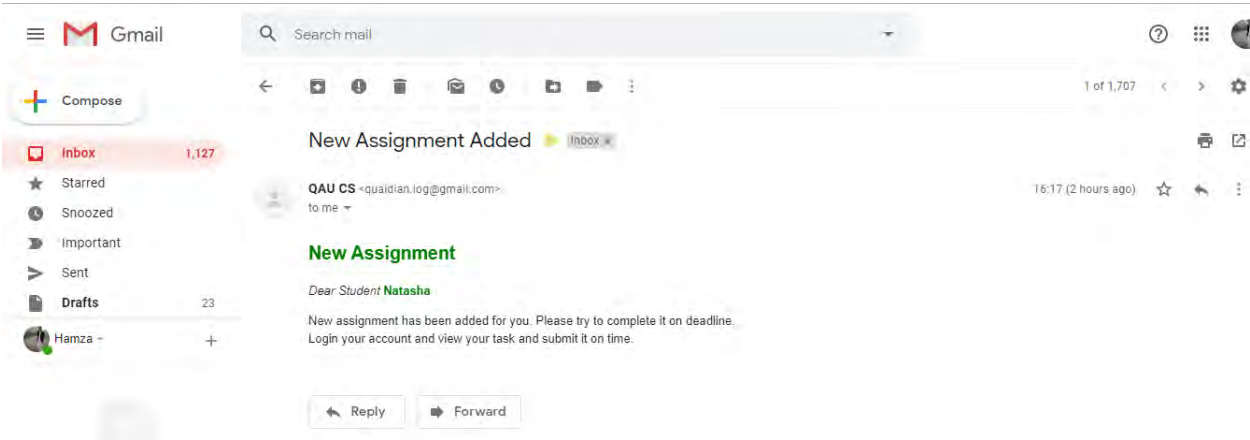 Gmail
Search mail
Compose
1 of 1,707
New Assignment Added Inbox x
Inbox 1,127
Starred
QAU CS <quaidian.log@gmail.com> 16:17 (2 hours ago)
to me
Snoozed
Important
New Assignment
Sent
Dear Student Natasha
Drafts 23
New assignment has been added for you. Please try to complete it on deadline.
Login your account and view your task and submit it on time.
Hamza
Reply Forward